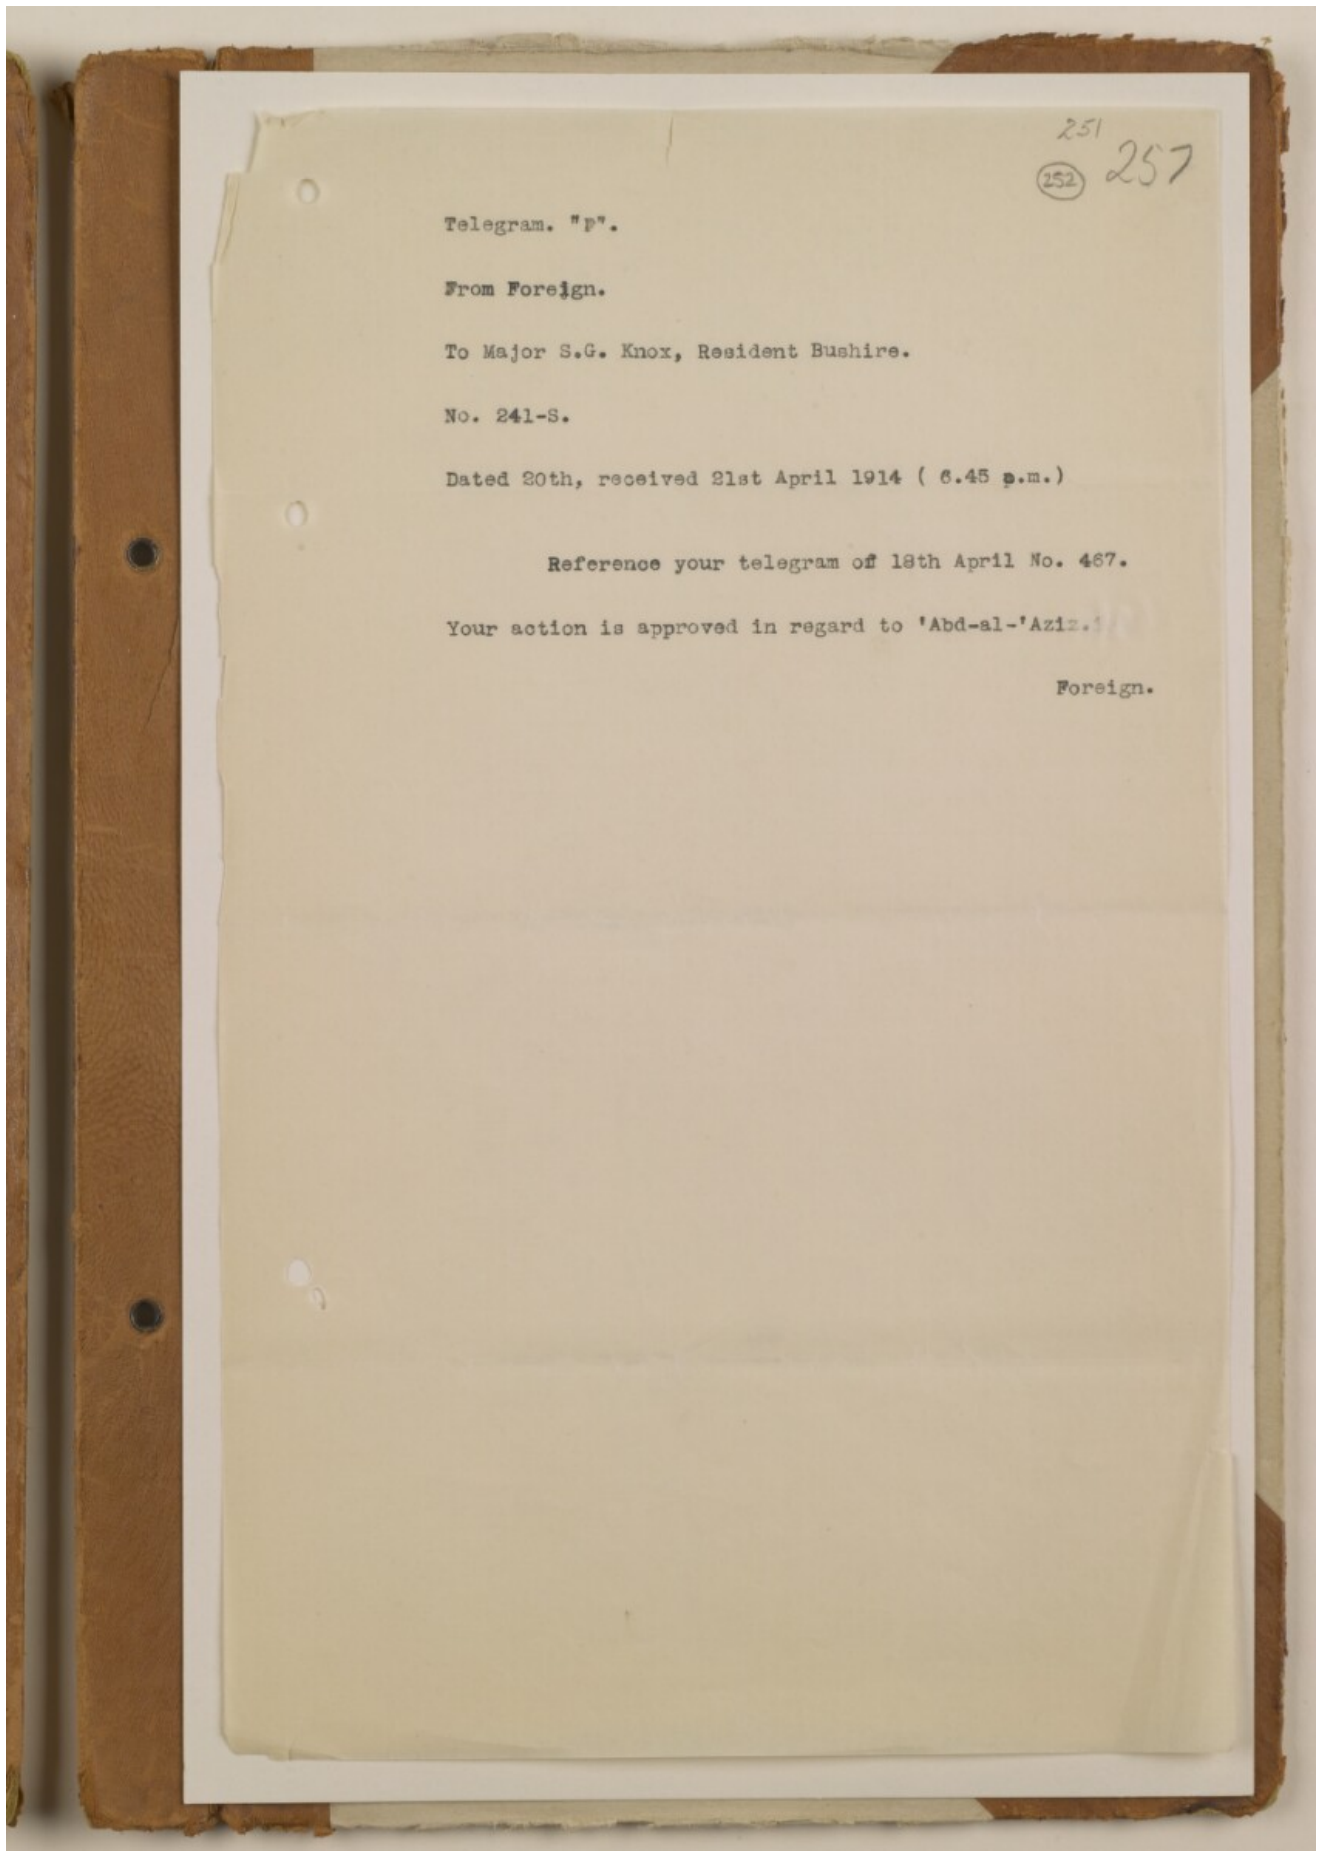 251
252 257
Telegram. "P".
From Foreign.
To Major S.G. Knox, Resident Bushire.
No. 241-S.
Dated 20th, received 21st April 1914 ( 6.45 p.m.)
Reference your telegram of 18th April No. 467.
Your action is approved in regard to 'Abd-al-'Aziz.
Foreign.